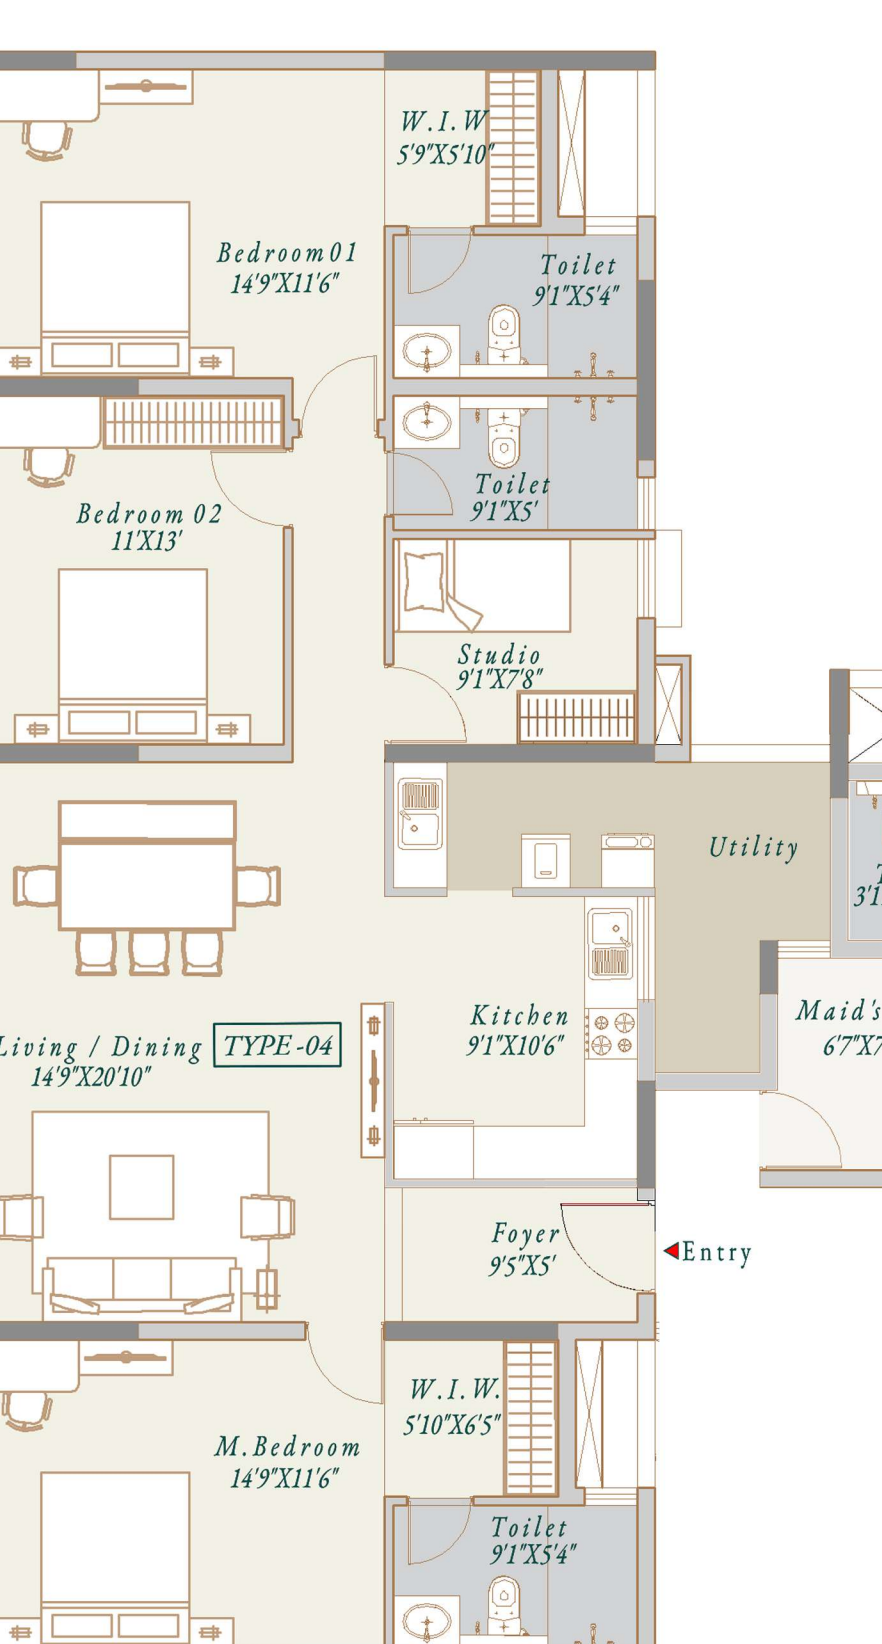 W.I.W
5'9"X5'10"
Bedroom01
14'9"X11'6"
Toilet
9'1"X5'4"
Toilet
9'1"X5'
Bedroom 02
11'X13'
Studio
9'1"X7'8"
Utility
Kitchen
9'1"X10'6"
Maid's
Living / Dining
14'9"X20'10"
TYPE-04
Foyer
9'5"X5'
Entry
W.I.W.
5'10"X6'5"
M.Bedroom
14'9"X11'6"
Toilet
9'1"X5'4"